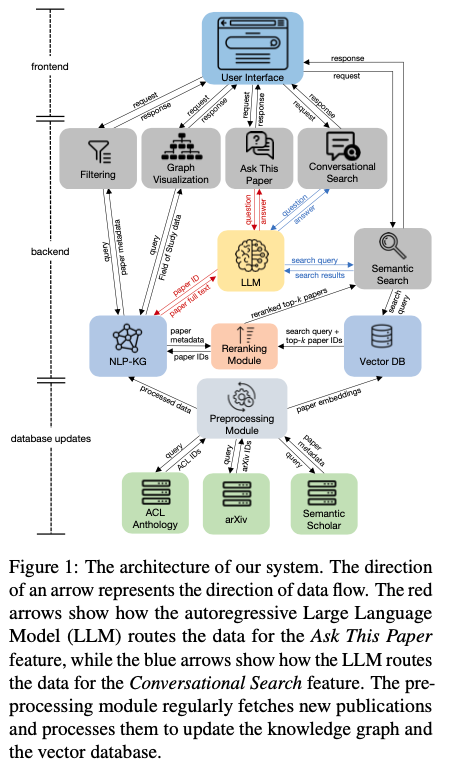 frontend
backend
database updates
User Interface
request
response
request
response
request
response
request
response
response
request
Filtering
Graph
Visualization
Ask This
Paper
Conversational
Search
query
paper metadata
query
Field of Study data
question
answer
question
answer
LLM
search query
search results
Semantic
Search
paper ID
paper full text
reranked top-k papers
search
query
NLP-KG
paper
metadata
paper IDs
Reranking
Module
search query +
top-k paper IDs
Vector DB
processed data
Preprocessing
Module
paper embeddings
query
ACL IDs
query
arXiv IDs
paper
metadata
query
ACL
Anthology
arXiv
Semantic
Scholar
Figure 1: The architecture of our system. The direction
of an arrow represents the direction of data flow. The red
arrows show how the autoregressive Large Language
Model (LLM) routes the data for the Ask This Paper
feature, while the blue arrows show how the LLM routes
the data for the Conversational Search feature. The pre-
processing module regularly fetches new publications
and processes them to update the knowledge graph and
the vector database.